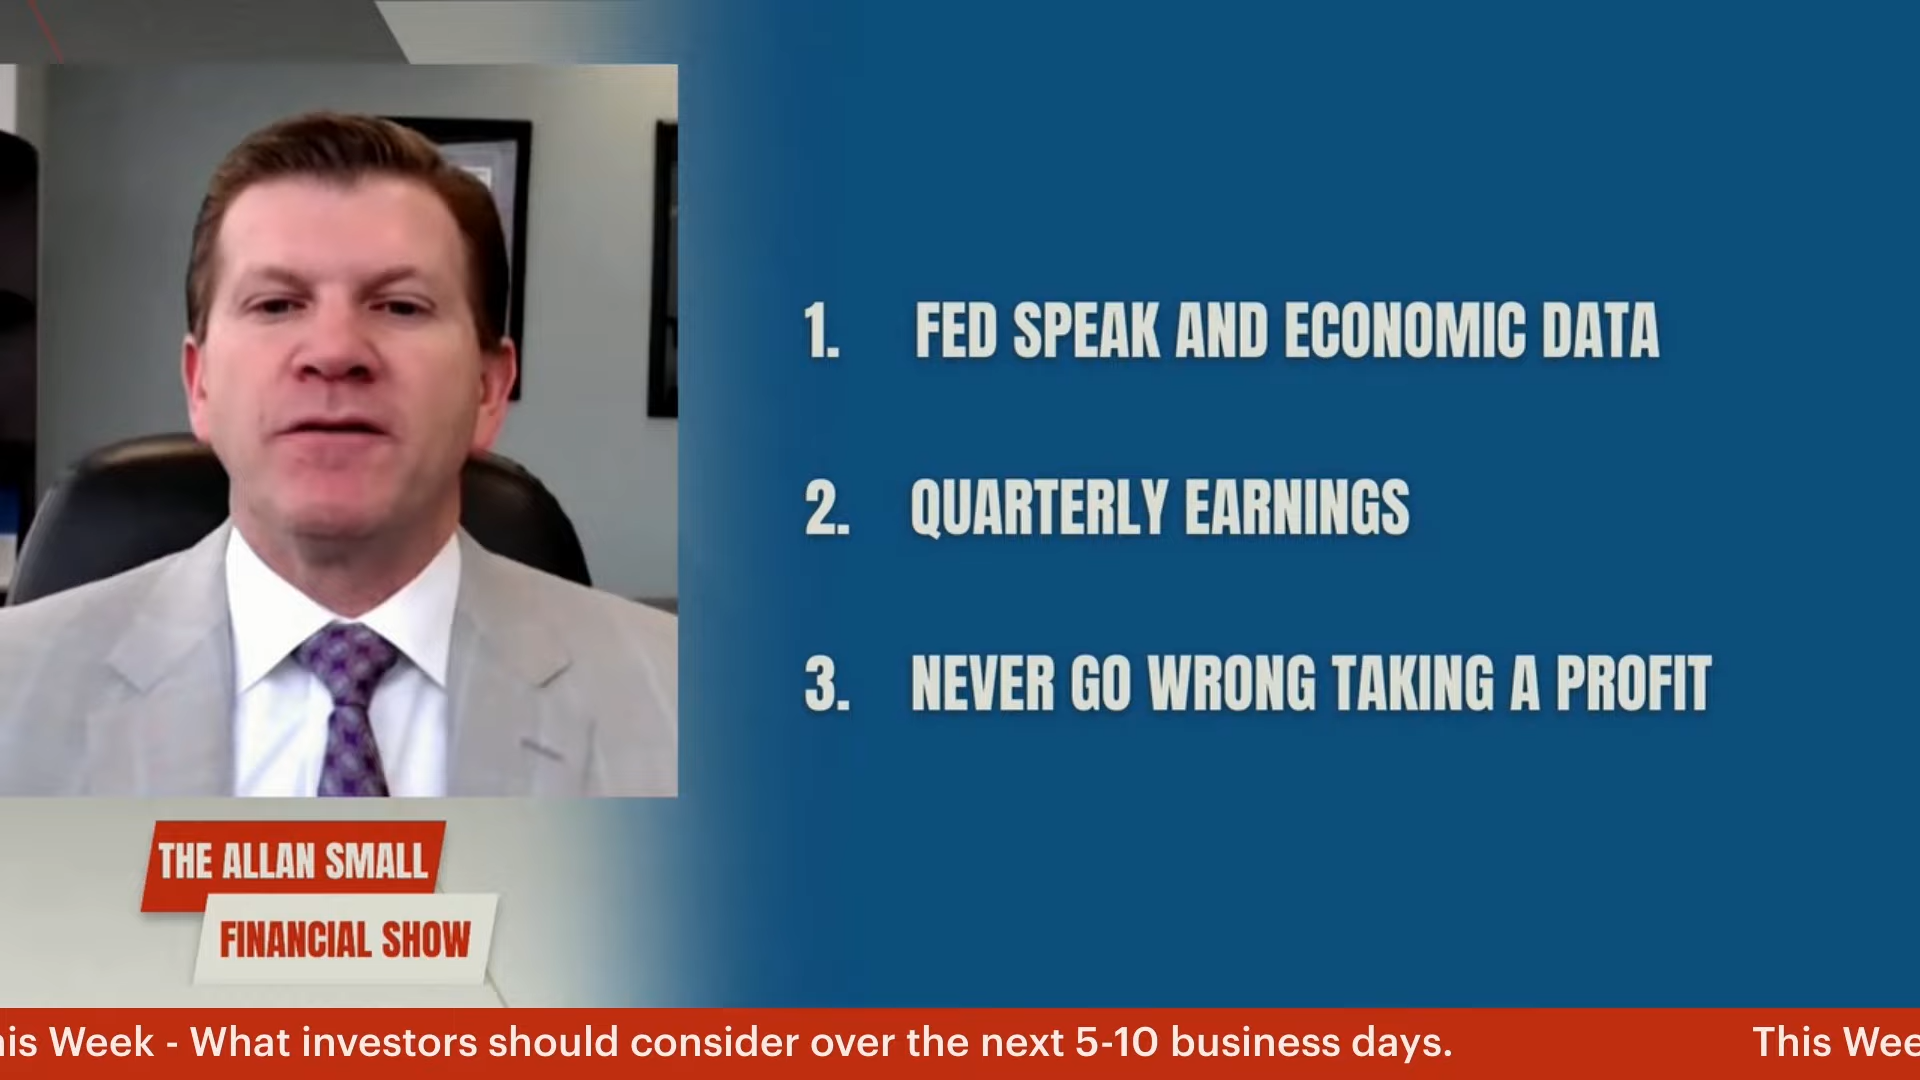 1. FED SPEAK AND ECONOMIC DATA
2. QUARTERLY EARNINGS
3. NEVER GO WRONG TAKING A PROFIT
THE ALLAN SMALL
FINANCIAL SHOW
his Week - What investors should consider over the next 5-10 business days. This Wee